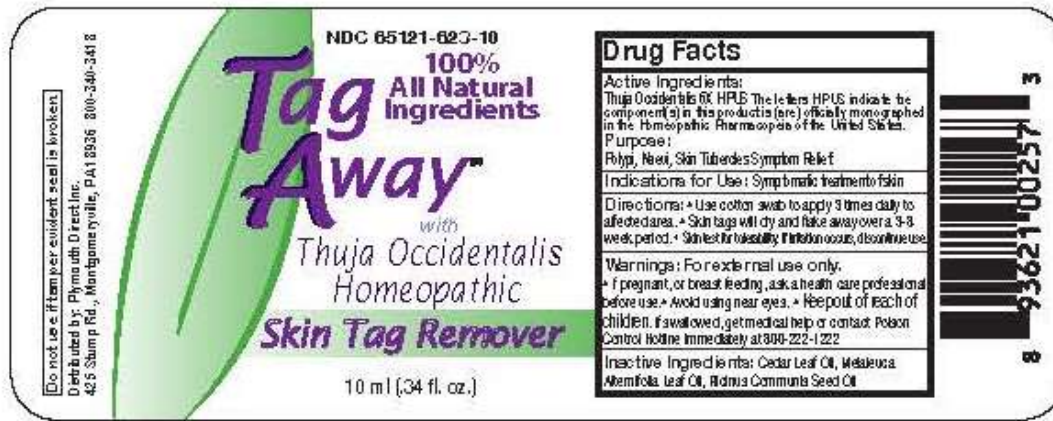 Do not use if tamper evident seal is broken.
Distributed by: Plymouth Direct Inc.
425 Stump Rd., Montgomeryville, PA 18936 800-340-3418
NDC 65121-623-10
Tag
Away™
100%
All Natural
Ingredients
with
Thuja Occidentalis
Homeopathic
Skin Tag Remover
10 ml (.34 fl. oz.)
Drug Facts
Active Ingredients:
Thuja Occidentalis 6X HPUS The letters HPUS indicate the
component(s) in this product is (are) officially monographed
in the Homeopathic Pharmacopeia of the United States.
Purpose:
Polypi, Naevi, Skin Tubercles Symptom Relief
Indications for Use: Symptomatic treatment of skin
Directions: • Use cotton swab to apply 3 times daily to
affected area. • Skin tags will dry and flake away over a 3-8
week period. • Skin test for tolerability. If irritation occurs, discontinue use.
Warnings: For external use only.
• If pregnant, or breast feeding, ask a health care professional
before use. • Avoid using near eyes. • Keep out of reach of
children. If swallowed, get medical help or contact Poison
Control Hotline immediately at 800-222-1222
Inactive Ingredients: Cedar Leaf Oil, Melaleuca
Alternifolia Leaf Oil, Ricinus Communis Seed Oil
8 93621 00257 3